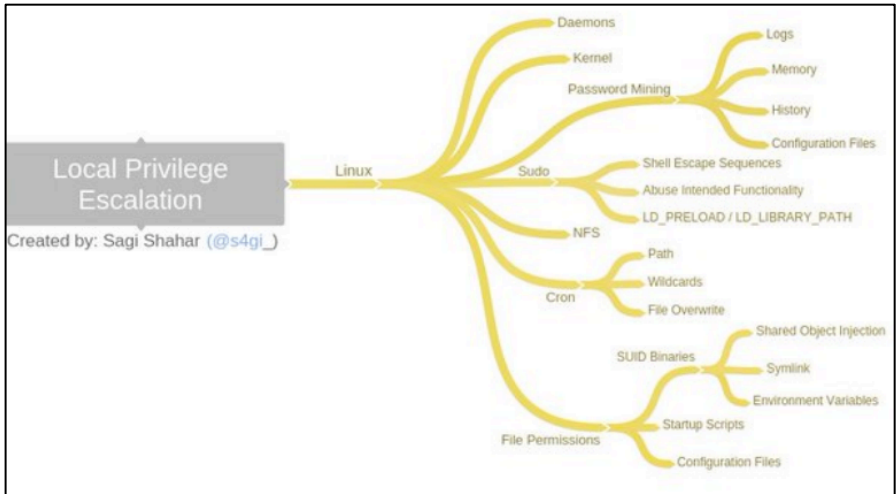 Local Privilege
Escalation
Created by: Sagi Shahar (@s4gi_)
Linux
Daemons
Kernel
Password Mining
Logs
Memory
History
Configuration Files
Sudo
Shell Escape Sequences
Abuse Intended Functionality
LD_PRELOAD / LD_LIBRARY_PATH
NFS
Cron
Path
Wildcards
File Overwrite
File Permissions
SUID Binaries
Shared Object Injection
Symlink
Environment Variables
Startup Scripts
Configuration Files